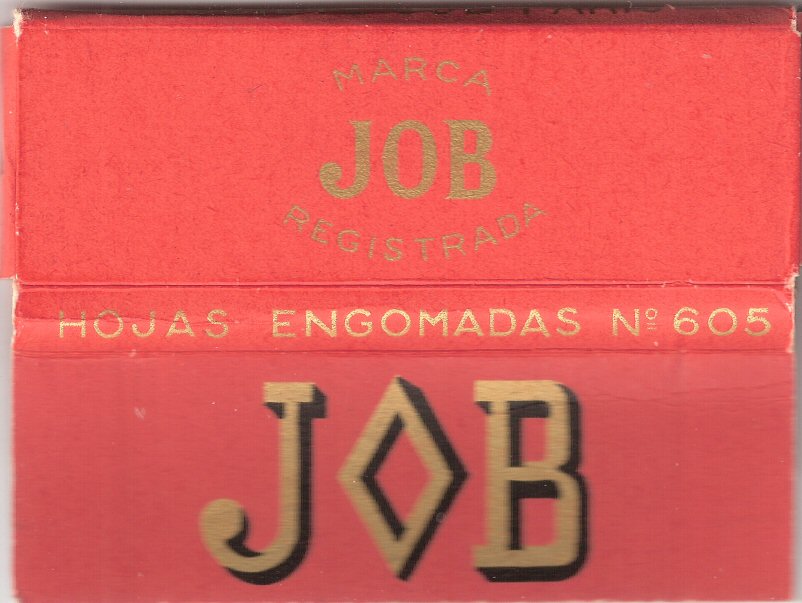 MARCA
JOB
REGISTRADA
HOJAS ENGOMADAS Nº 605
JOB